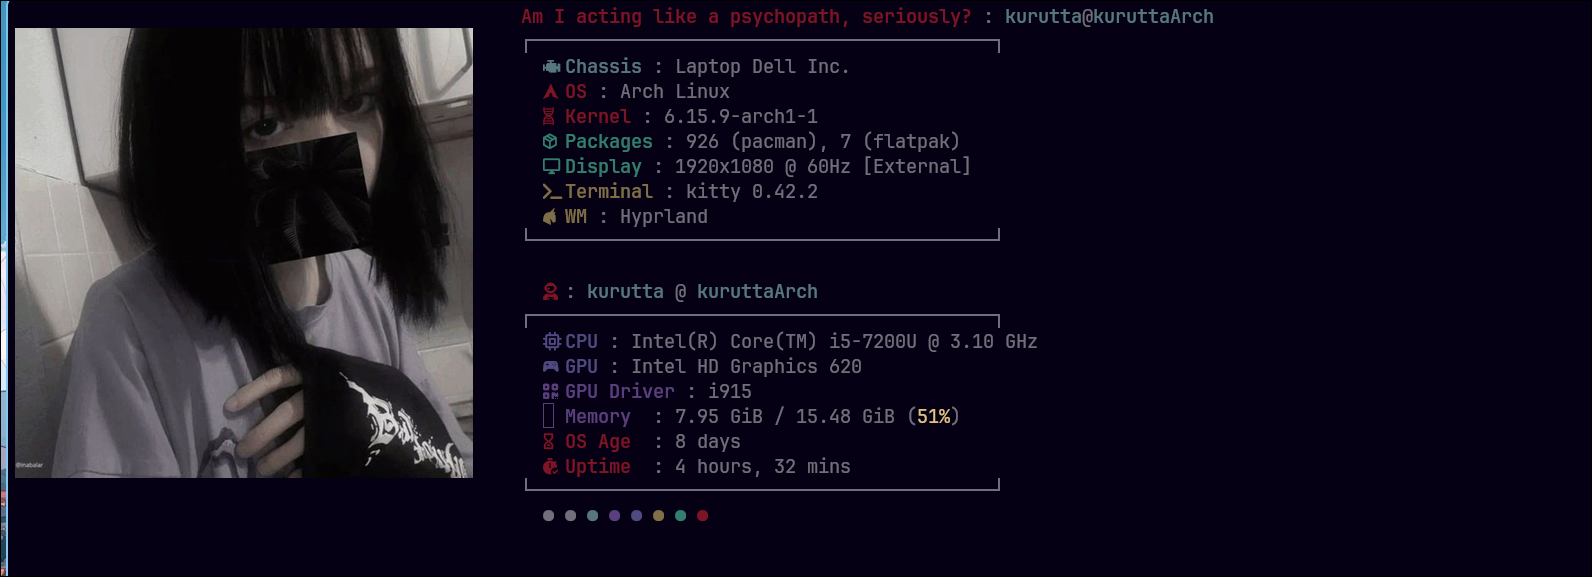 Am I acting like a psychopath, seriously? : kurutta@kuruttaArch
Chassis : Laptop Dell Inc.
OS : Arch Linux
Kernel : 6.15.9-arch1-1
Packages : 926 (pacman), 7 (flatpak)
Display : 1920x1080 @ 60Hz [External]
Terminal : kitty 0.42.2
WM : Hyprland
: kurutta @ kuruttaArch
CPU : Intel(R) Core(TM) i5-7200U @ 3.10 GHz
GPU : Intel HD Graphics 620
GPU Driver : i915
Memory : 7.95 GiB / 15.48 GiB (51%)
OS Age : 8 days
Uptime : 4 hours, 32 mins
@inabalar